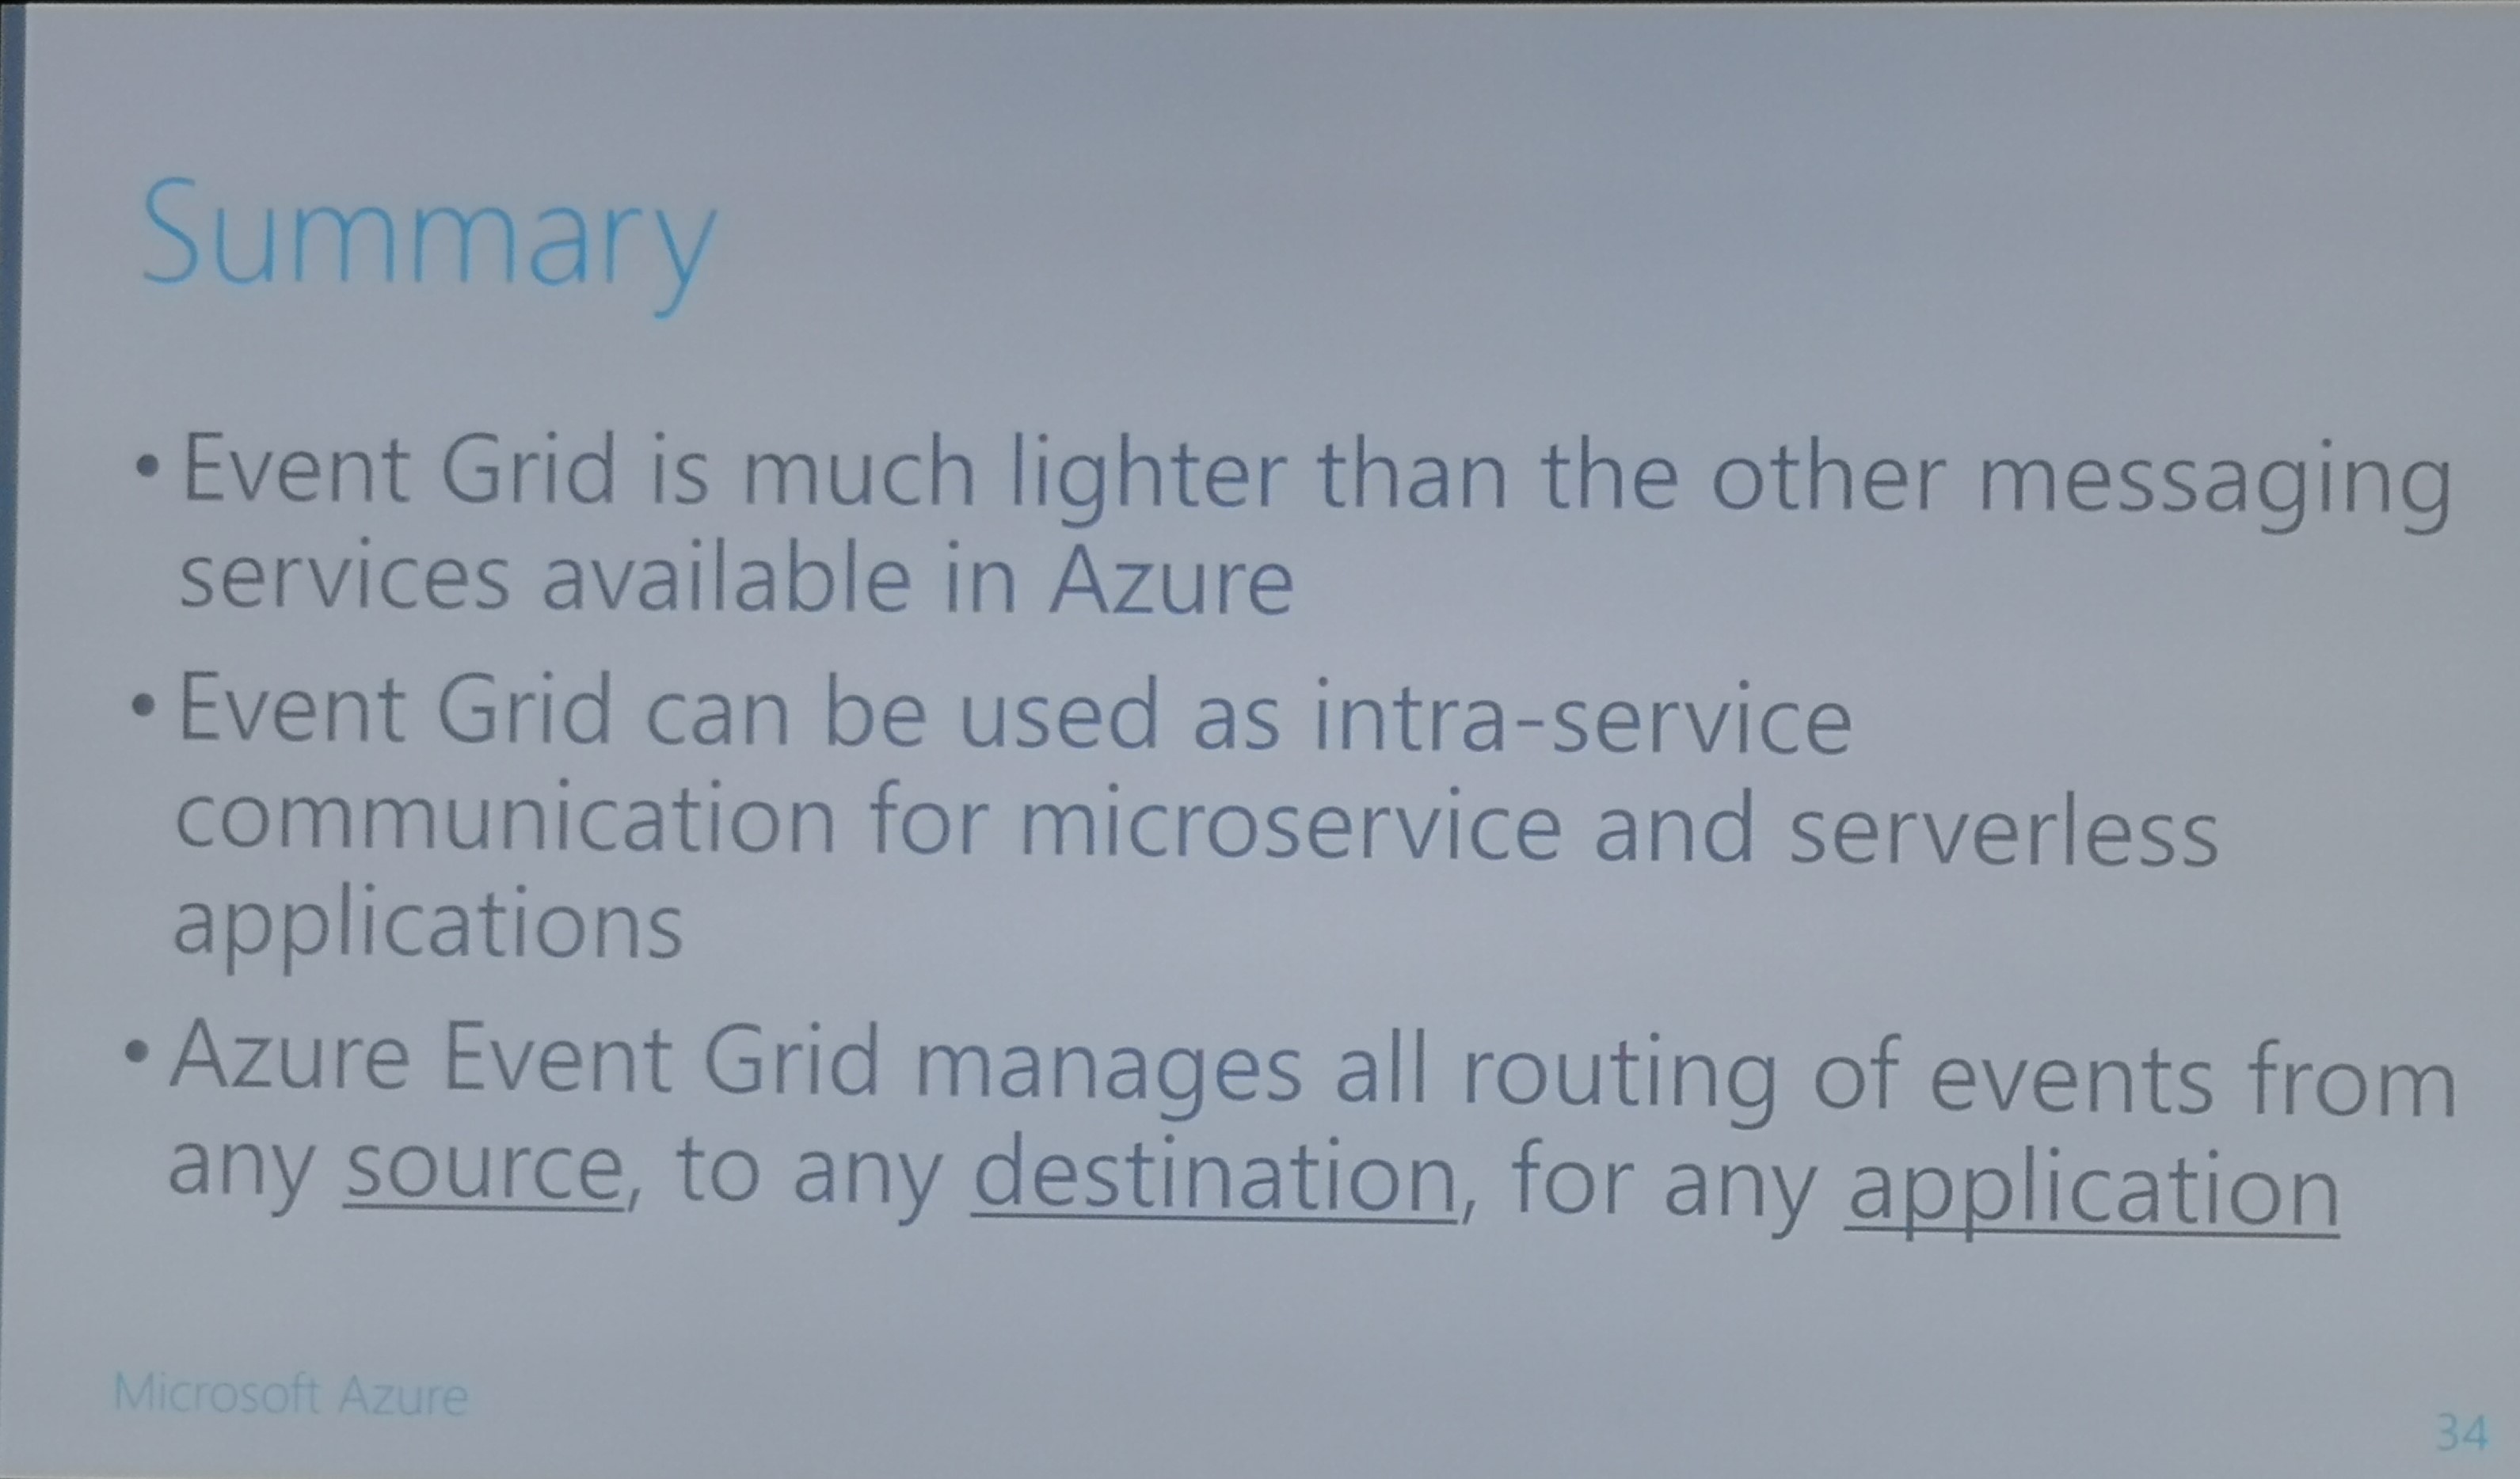 Summary
• Event Grid is much lighter than the other messaging
services available in Azure
• Event Grid can be used as intra-service
communication for microservice and serverless
applications
• Azure Event Grid manages all routing of events from
any source, to any destination, for any application
Microsoft Azure
34